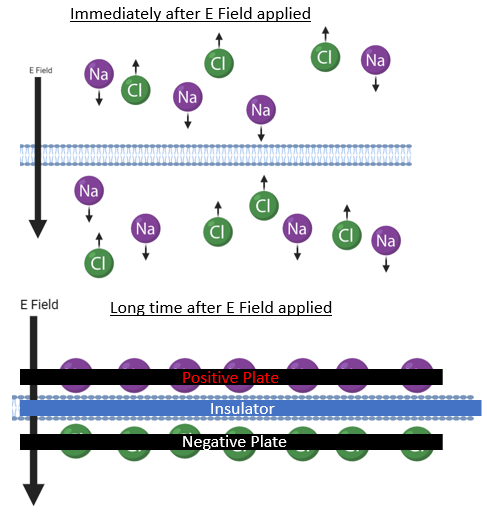 Immediately after E Field applied
E Field
Na
Cl
Cl
Cl
Na
Na
Na
Na
Cl
Na
Cl
Na
Cl
Na
Cl
E Field
Long time after E Field applied
Positive Plate
Insulator
Negative Plate